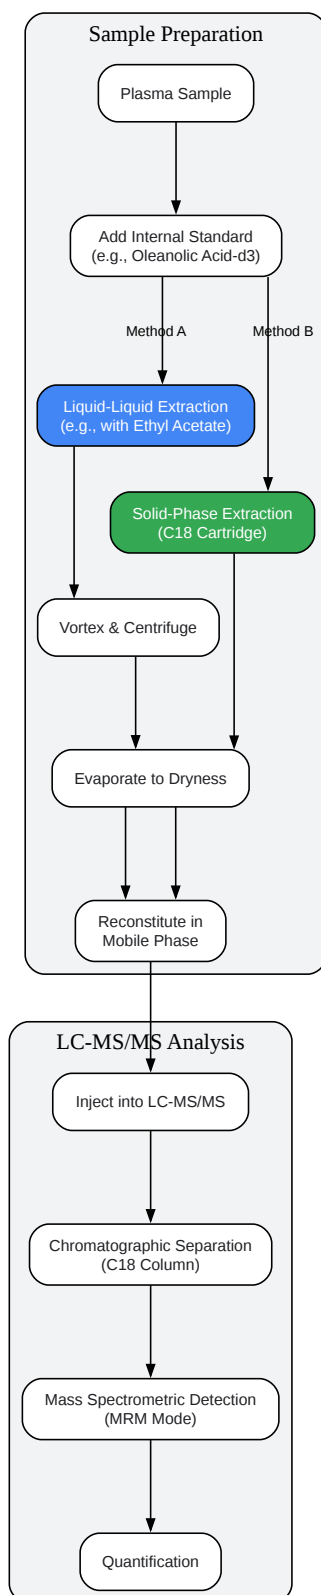 Sample Preparation
Plasma Sample
Add Internal Standard
(e.g., Oleanolic Acid-d3)
Method A
Method B
Liquid-Liquid Extraction
(e.g., with Ethyl Acetate)
Solid-Phase Extraction
(C18 Cartridge)
Vortex & Centrifuge
Evaporate to Dryness
Reconstitute in
Mobile Phase
LC-MS/MS Analysis
Inject into LC-MS/MS
Chromatographic Separation
(C18 Column)
Mass Spectrometric Detection
(MRM Mode)
Quantification